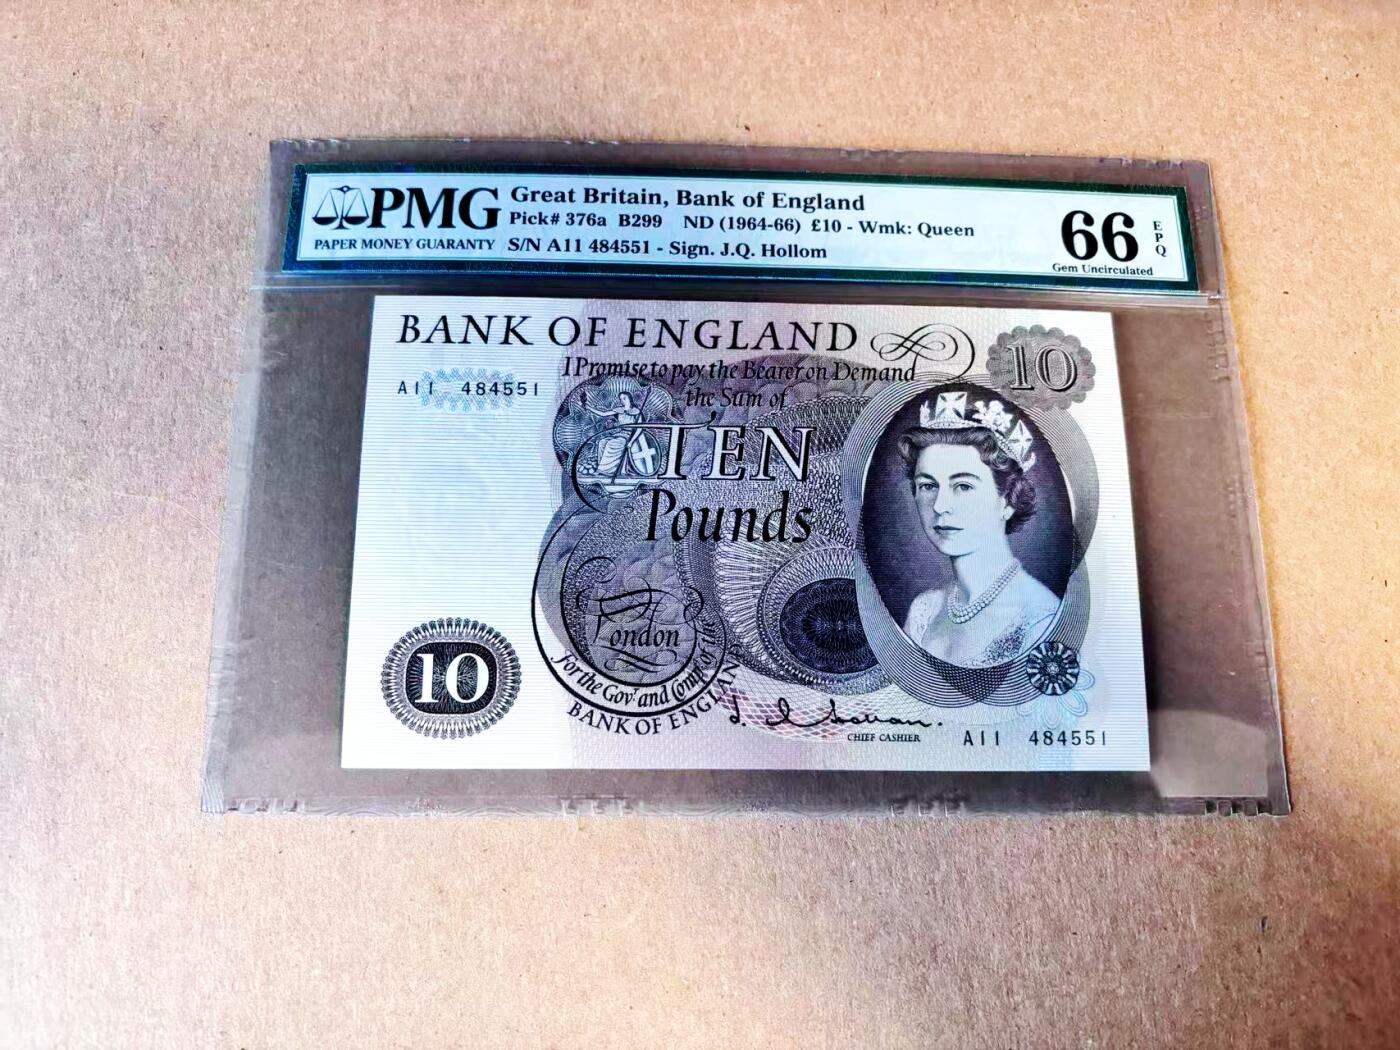 PMG
PAPER MONEY GUARANTY
Great Britain, Bank of England
Pick# 376a B299 ND (1964-66) £10 - Wmk: Queen
S/N A11 484551 - Sign. J.Q. Hollom
66
EPQ
Gem Uncirculated
BANK OF ENGLAND
10
I Promise to pay the Bearer on Demand
the Sum of
A11 484551
TEN
Pounds
London
for the Govr. and Compa. of the
BANK OF ENGLAND
10
CHIEF CASHIER
A11 484551